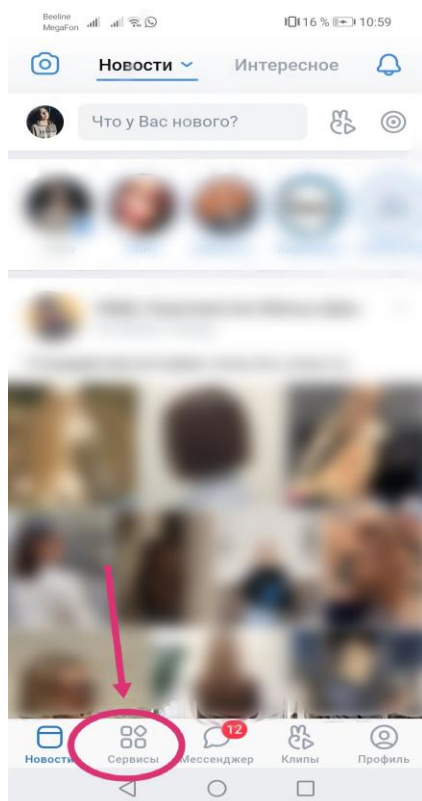 Beeline
MegaFon
16 % 10:59
Новости Интересное
Что у Вас нового?
12
Новости Сервисы Мессенджер Клипы Профиль